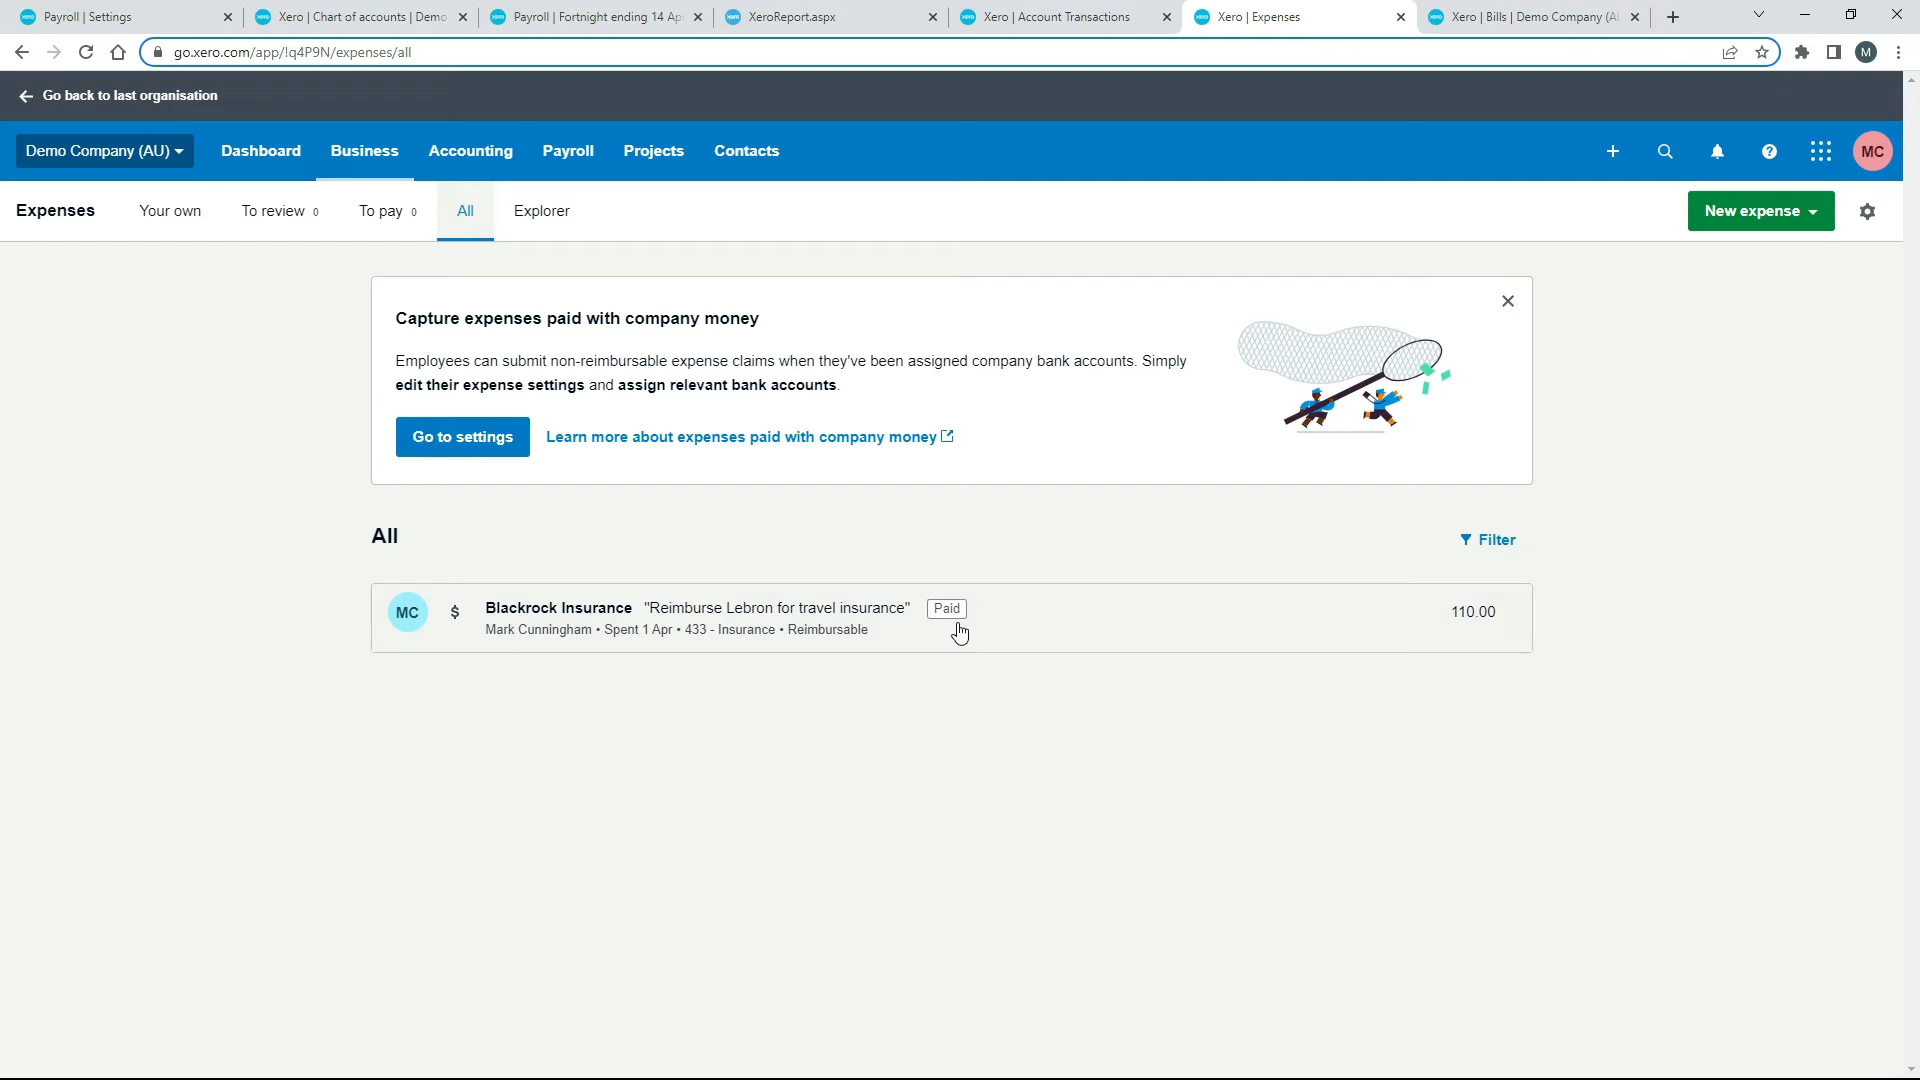 Payroll | Settings
Xero | Chart of accounts | Demo
Payroll | Fortnight ending 14 Ap
XeroReport.aspx
Xero | Account Transactions
Xero | Expenses
Xero | Bills | Demo Company (AU
go.xero.com/app/!q4P9N/expenses/all
M
Go back to last organisation
Demo Company (AU)
Dashboard
Business
Accounting
Payroll
Projects
Contacts
MC
Expenses
Your own
To review 0
To pay 0
All
Explorer
New expense
Capture expenses paid with company money
Employees can submit non-reimbursable expense claims when they've been assigned company bank accounts. Simply
edit their expense settings and assign relevant bank accounts.
Go to settings
Learn more about expenses paid with company money
All
Filter
MC
$
Blackrock Insurance "Reimburse Lebron for travel insurance" Paid
110.00
Mark Cunningham • Spent 1 Apr • 433 - Insurance • Reimbursable